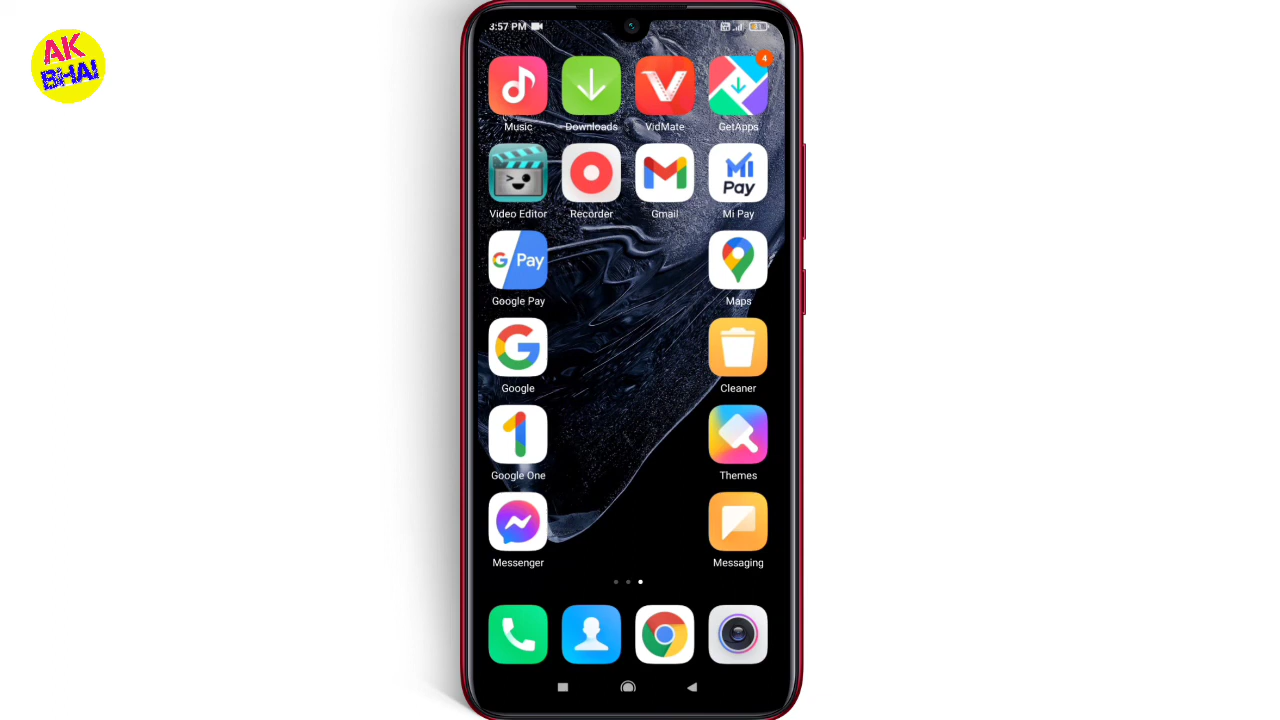 AK
BHAI
3:57 PM
4
Music Downloads VidMate GetApps
Mi
Pay
Video Editor Recorder Gmail Mi Pay
G Pay
Google Pay Maps
Google Cleaner
Google One Themes
Messenger Messaging